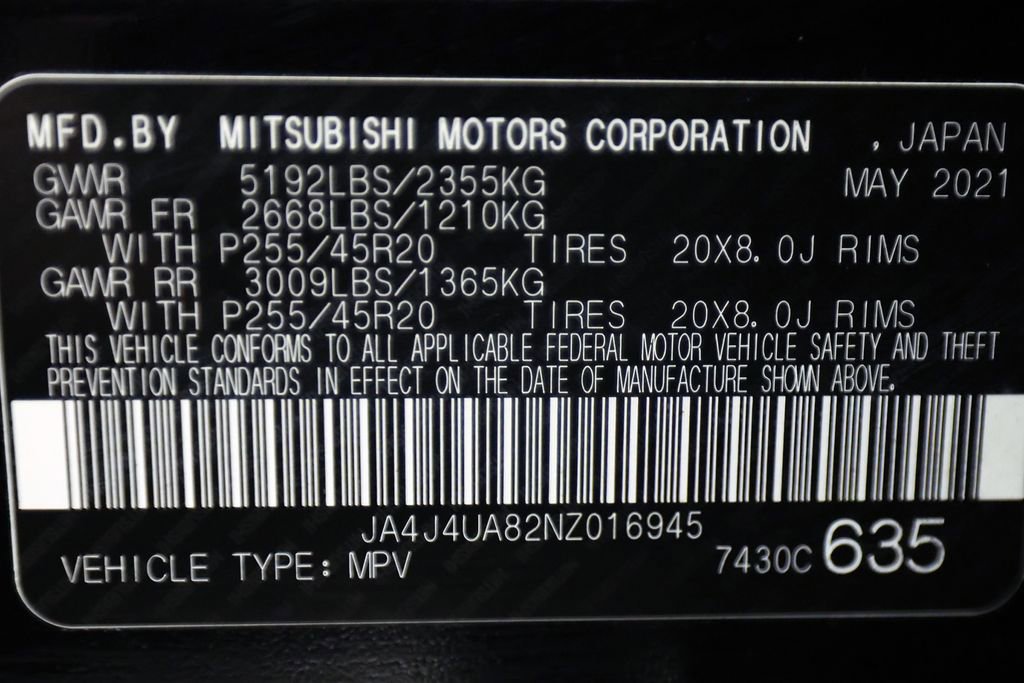 MFD.BY MITSUBISHI MOTORS CORPORATION , JAPAN
GWWR 5192LBS/2355KG MAY 2021
GAWR FR 2668LBS/1210KG
WITH P255/45R20 TIRES 20X8.0J RIMS
GAWR RR 3009LBS/1365KG
WITH P255/45R20 TIRES 20X8.0J RIMS
THIS VEHICLE CONFORMS TO ALL APPLICABLE FEDERAL MOTOR VEHICLE SAFETY AND THEFT
PREVENTION STANDARDS IN EFFECT ON THE DATE OF MANUFACTURE SHOWN ABOVE.
JA4J4UA82NZ016945
VEHICLE TYPE: MPV 7430C 635